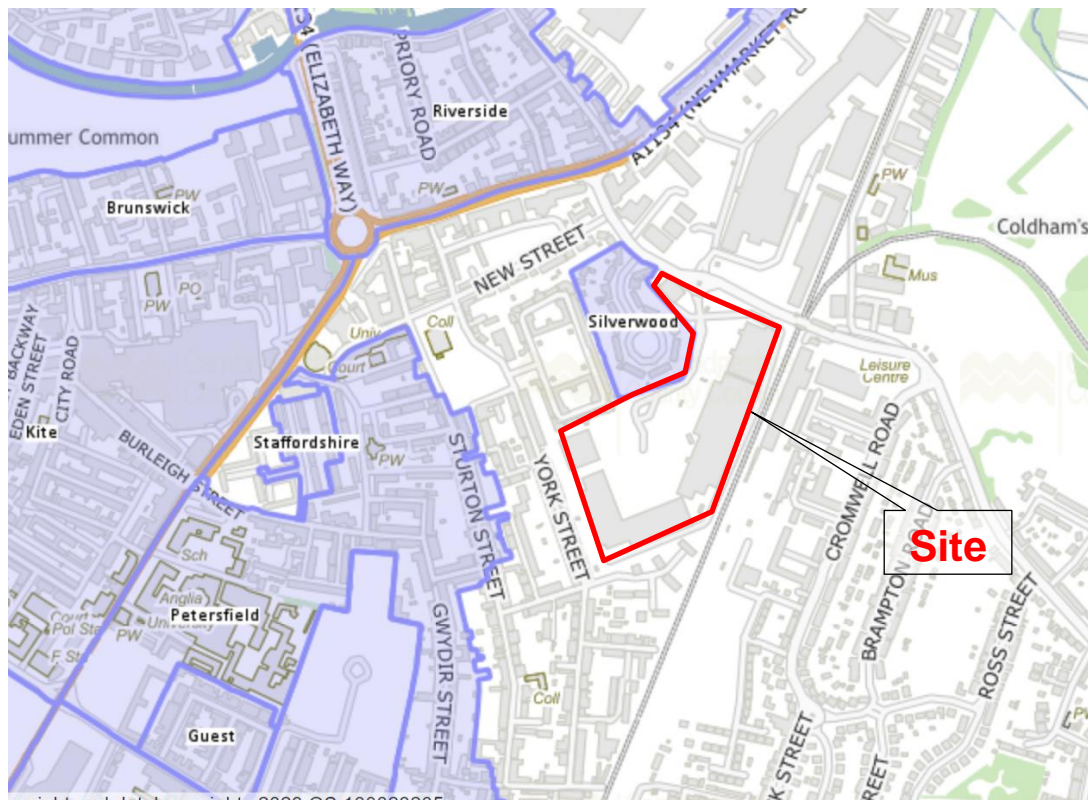 A1134 (ELIZABETH WAY)
PRIORY ROAD
Riverside
A1134 (NEWMARKET RO
ummer Common
PW
PW
PW
Brunswick
Coldham's
NEW STREET
Mus
PW
PO
Silverwood
Univ
Coll
Court
EDEN STREET
BACKWAY
CITY ROAD
Leisure
Centre
Kite
Staffordshire
BURLEIGH STREET
PW
STURTON STREET
YORK STREET
CROMWELL ROAD
Site
BRAMPTON ROAD
ROSS STREET
Sch
Anglia
University
Petersfield
Court
Pol Sta
PW
F. Sta
GWYDIR STREET
Coll
Guest
K STREET
REET
PW